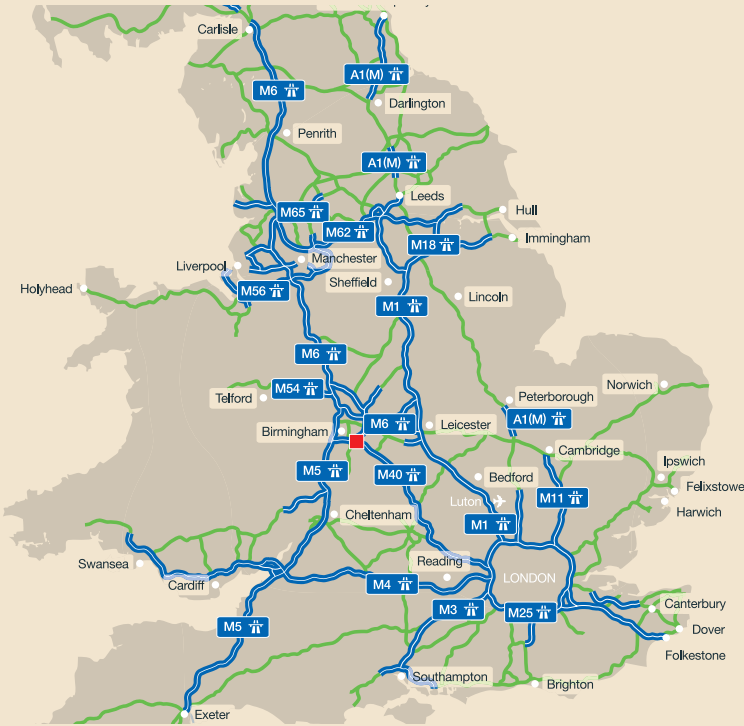 Carlisle
A1(M)
M6
Darlington
Penrith
A1(M)
Leeds
M65
Hull
M62
M18
Immingham
Manchester
Liverpool
Sheffield
Holyhead
M56
Lincoln
M1
M6
M54
Norwich
Telford
Peterborough
M6
A1(M)
Leicester
Birmingham
Cambridge
Ipswich
M5
M40
Bedford
Felixstowe
M11
Luton
Harwich
Cheltenham
M1
Swansea
Reading
LONDON
Cardiff
M4
M3
M25
Canterbury
M5
Dover
Folkestone
Southampton
Brighton
Exeter